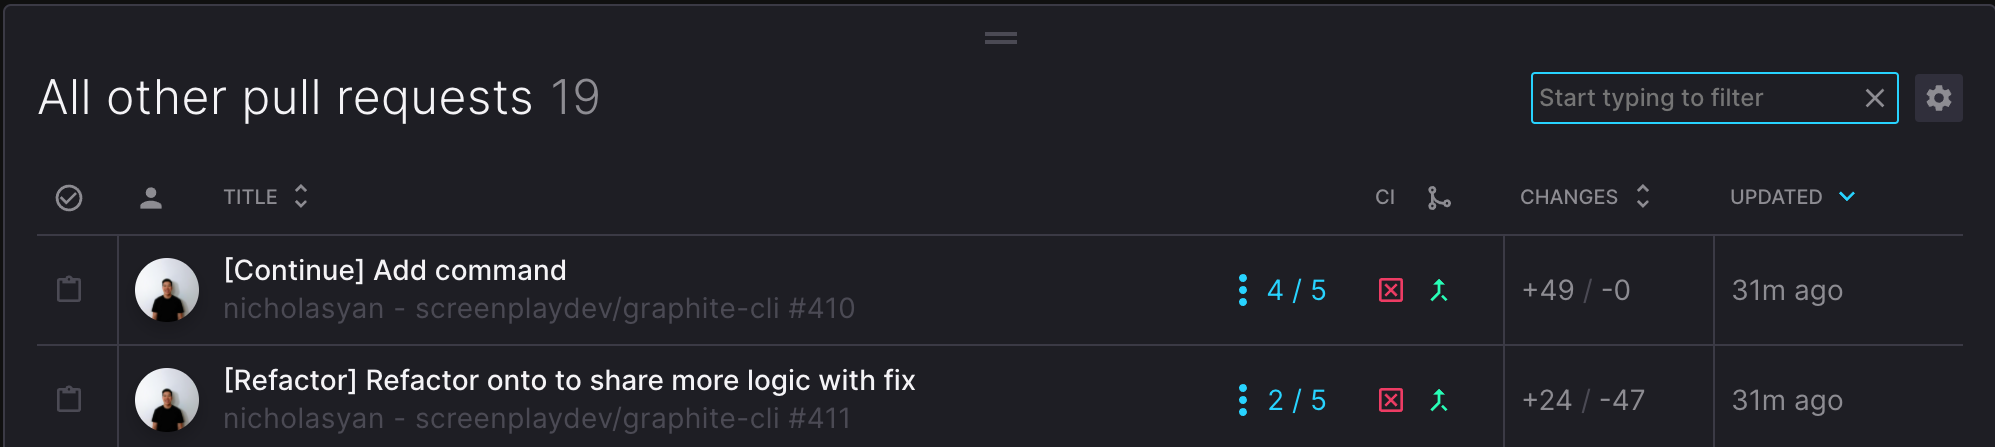 All other pull requests 19
Start typing to filter
TITLE CI CHANGES UPDATED
[Continue] Add command
nicholasyan - screenplaydev/graphite-cli #410
4 / 5
+49 / -0
31m ago
[Refactor] Refactor onto to share more logic with fix
nicholasyan - screenplaydev/graphite-cli #411
2 / 5
+24 / -47
31m ago